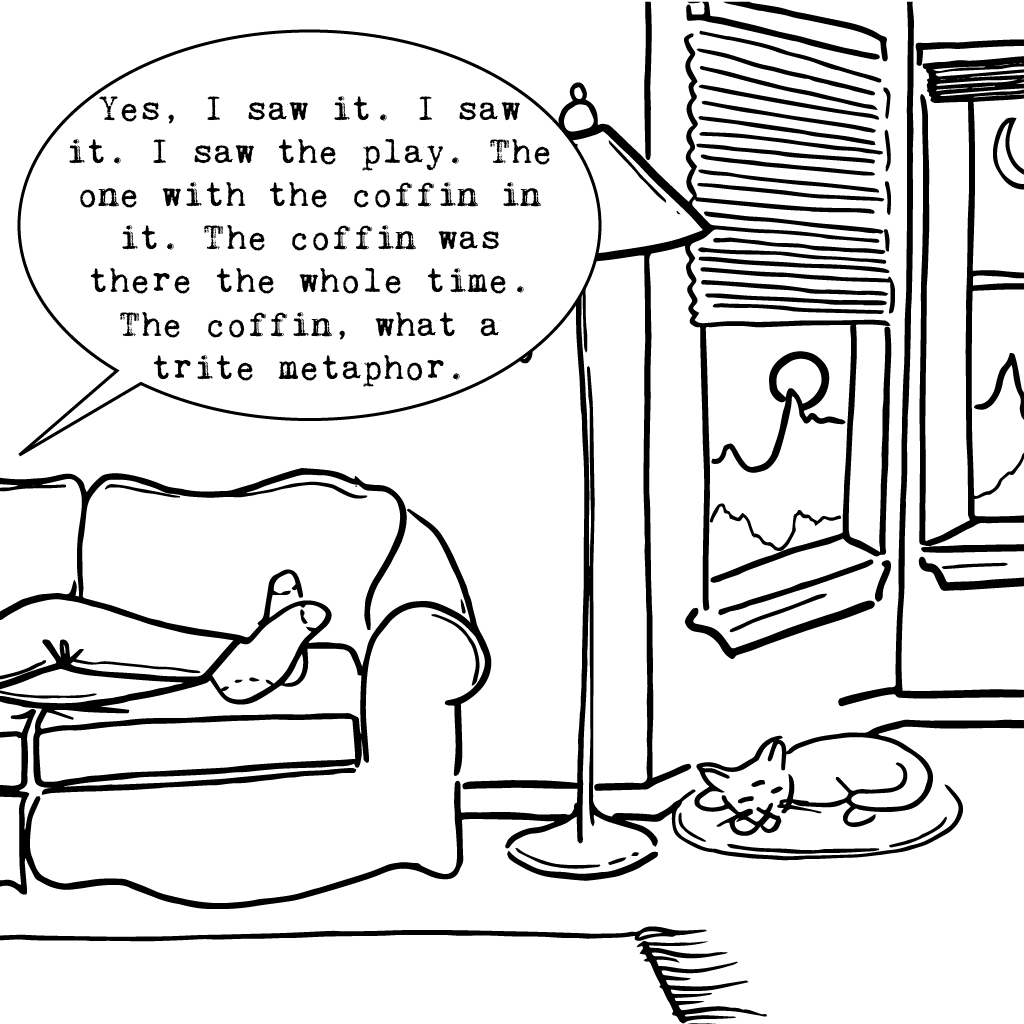 Yes, I saw it. I saw
it. I saw the play. The
one with the coffin in
it. The coffin was
there the whole time.
The coffin, what a
trite metaphor.